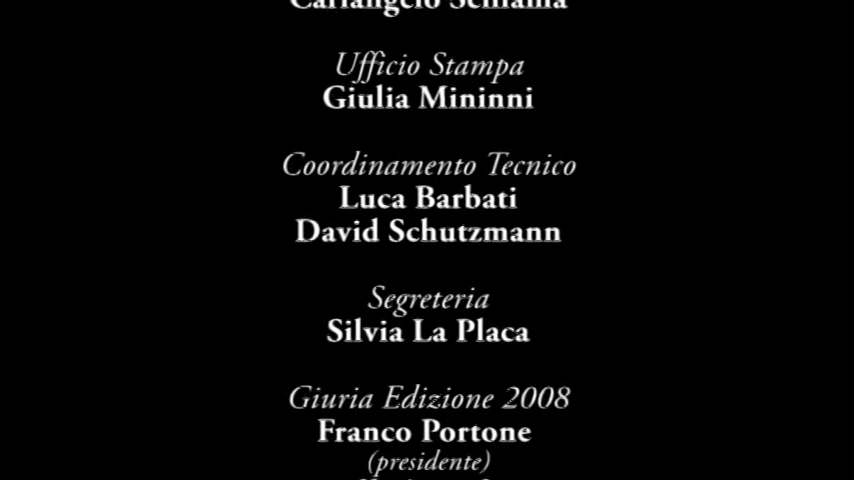 Ufficio Stampa
Giulia Mininni
Coordinamento Tecnico
Luca Barbati
David Schutzmann
Segreteria
Silvia La Placa
Giuria Edizione 2008
Franco Portone
(presidente)